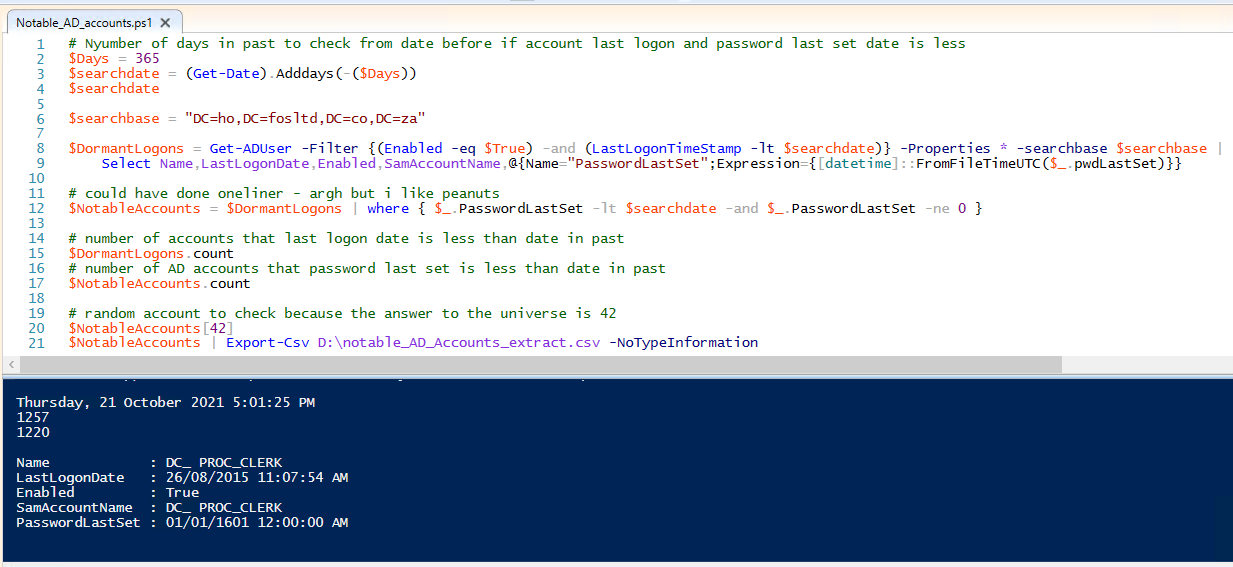 Notable_AD_accounts.ps1 X
1 # Nyumber of days in past to check from date before if account last logon and password last set date is less
2 $Days = 365
3 $searchdate = (Get-Date).Adddays(-($Days))
4 $searchdate
5
6 $searchbase = "DC=ho,DC=fosltd,DC=co,DC=za"
7
8 $DormantLogons = Get-ADUser -Filter {(Enabled -eq $True) -and (LastLogonTimeStamp -lt $searchdate)} -Properties * -searchbase $searchbase |
9 Select Name,LastLogonDate,Enabled,SamAccountName,@{Name="PasswordLastSet";Expression={[datetime]::FromFileTimeUTC($_.pwdLastSet)}}
10
11 # could have done oneliner - argh but i like peanuts
12 $NotableAccounts = $DormantLogons | where { $_.PasswordLastSet -lt $searchdate -and $_.PasswordLastSet -ne 0 }
13
14 # number of accounts that last logon date is less than date in past
15 $DormantLogons.count
16 # number of AD accounts that password last set is less than date in past
17 $NotableAccounts.count
18
19 # random account to check because the answer to the universe is 42
20 $NotableAccounts[42]
21 $NotableAccounts | Export-Csv D:\notable_AD_Accounts_extract.csv -NoTypeInformation
Thursday, 21 October 2021 5:01:25 PM
1257
1220
Name : DC_ PROC_CLERK
LastLogonDate : 26/08/2015 11:07:54 AM
Enabled : True
SamAccountName : DC_ PROC_CLERK
PasswordLastSet : 01/01/1601 12:00:00 AM